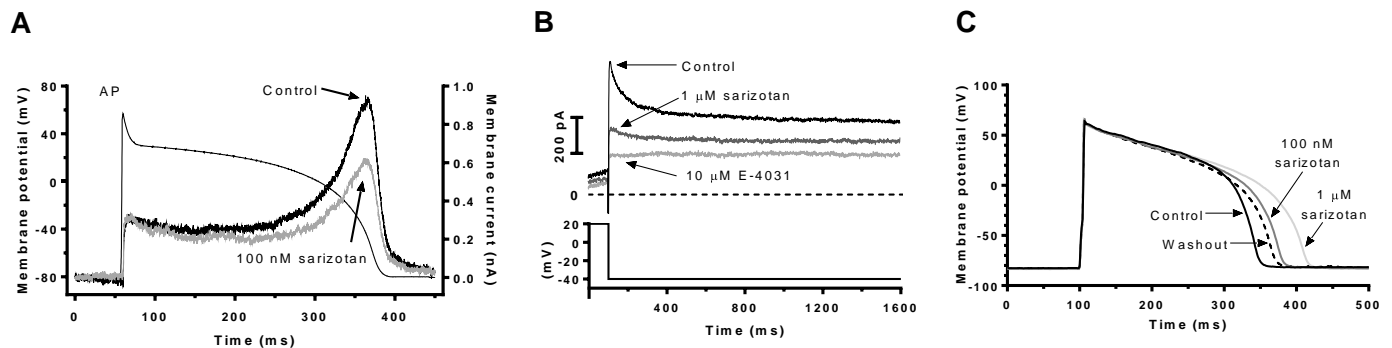 A
AP
Control
100 nM sarizotan
Membrane potential (mV)
80
40
0
-40
-80
Membrane current (nA)
1.0
0.8
0.6
0.4
0.2
0.0
0
100
200
300
400
Time (ms)
B
Control
1 μM sarizotan
10 μM E-4031
200 pA
0
(mV)
20
0
-20
-40
400
800
1200
1600
Time (ms)
C
Membrane potential (mV)
100
50
0
-50
-100
100 nM
sarizotan
1 μM
sarizotan
Control
Washout
0
100
200
300
400
500
Time (ms)